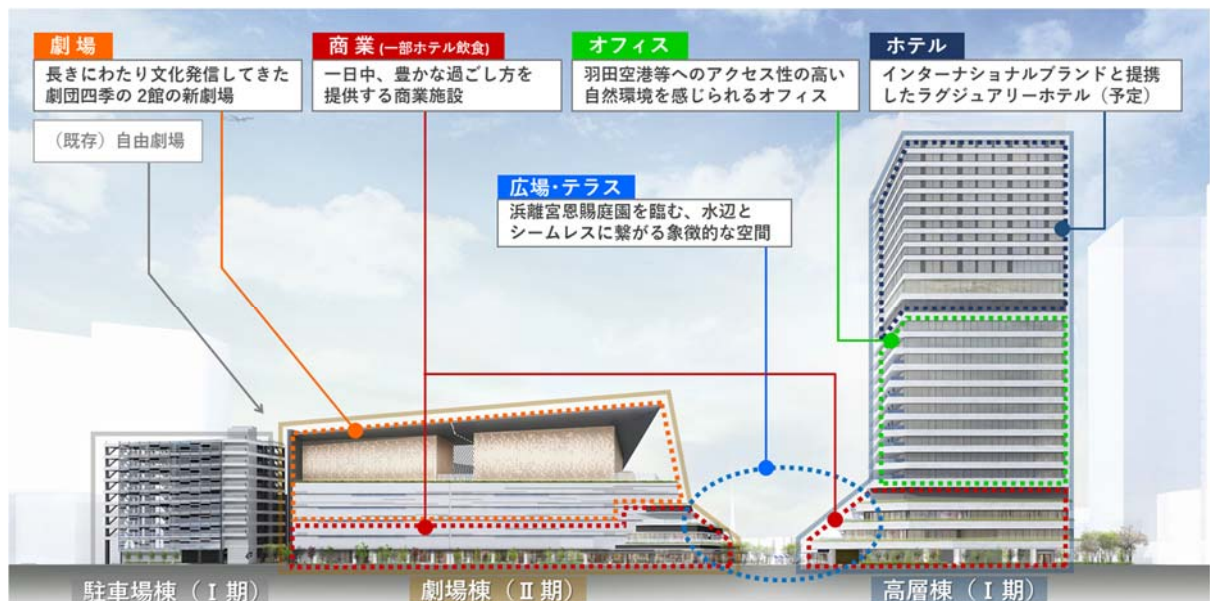 劇場
長きにわたり文化発信してきた
劇団四季の2館の新劇場
(既存)自由劇場
商業(一部ホテル飲食)
一日中、豊かな過ごし方を
提供する商業施設
オフィス
羽田空港等へのアクセス性の高い
自然環境を感じられるオフィス
ホテル
インターナショナルブランドと提携
したラグジュアリーホテル(予定)
広場・テラス
浜離宮恩賜庭園を臨む、水辺と
シームレスに繋がる象徴的な空間
駐車場棟(Ⅰ期)
劇場棟(Ⅱ期)
高層棟(Ⅰ期)